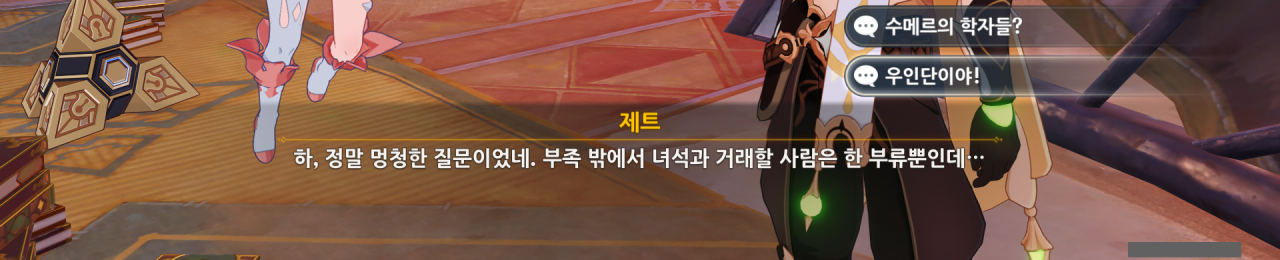 수메르의 학자들?
우인단이야!
제트
하, 정말 멍청한 질문이었네. 부족 밖에서 녀석과 거래할 사람은 한 부류뿐인데…